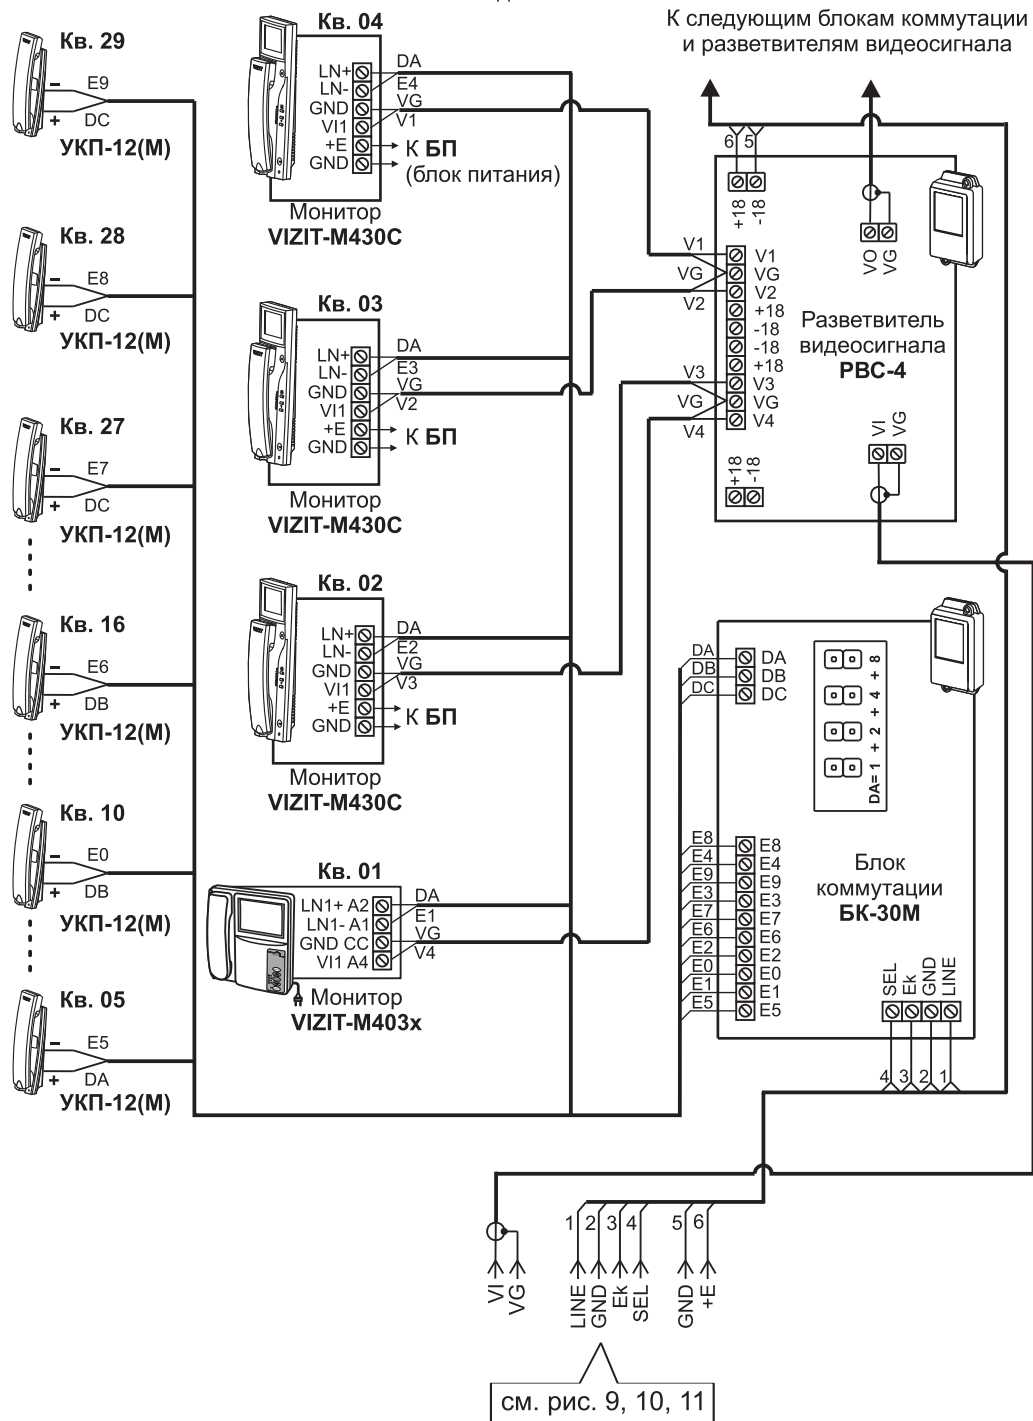 К следующим блокам коммутации
и разветвителям видеосигнала
Кв. 29
−
E9
+
DC
УКП-12(М)
Кв. 28
−
E8
+
DC
УКП-12(М)
Кв. 27
−
E7
+
DC
УКП-12(М)
Кв. 16
−
E6
+
DB
УКП-12(М)
Кв. 10
−
E0
+
DB
УКП-12(М)
Кв. 05
−
E5
+
DA
УКП-12(М)
Кв. 04
LN+
LN-
GND
VI1
+E
GND
DA
E4
VG
V1
К БП
(блок питания)
Монитор
VIZIT-M430C
Кв. 03
LN+
LN-
GND
VI1
+E
GND
DA
E3
VG
V2
К БП
Монитор
VIZIT-M430C
Кв. 02
LN+
LN-
GND
VI1
+E
GND
DA
E2
VG
V3
К БП
Монитор
VIZIT-M430C
Кв. 01
LN1+ A2
LN1- A1
GND CC
VI1 A4
DA
E1
VG
V4
Монитор
VIZIT-M403x
6 5
+18 -18
VO VG
V1
VG
V2
V3
VG
V4
V1
VG
V2
+18
-18
-18
+18
V3
VG
V4
Разветвитель
видеосигнала
РВС-4
VI VG
+18 -18
DA
DB
DC
DA
DB
DC
DA= 1 + 2 + 4 + 8
E8
E4
E9
E3
E7
E6
E2
E0
E1
E5
E8
E4
E9
E3
E7
E6
E2
E0
E1
E5
Блок
коммутации
БК-30М
SEL Ek GND LINE
4 3 2 1
1 2 3 4 5 6
VI VG
LINE GND Ek SEL GND +E
см. рис. 9, 10, 11